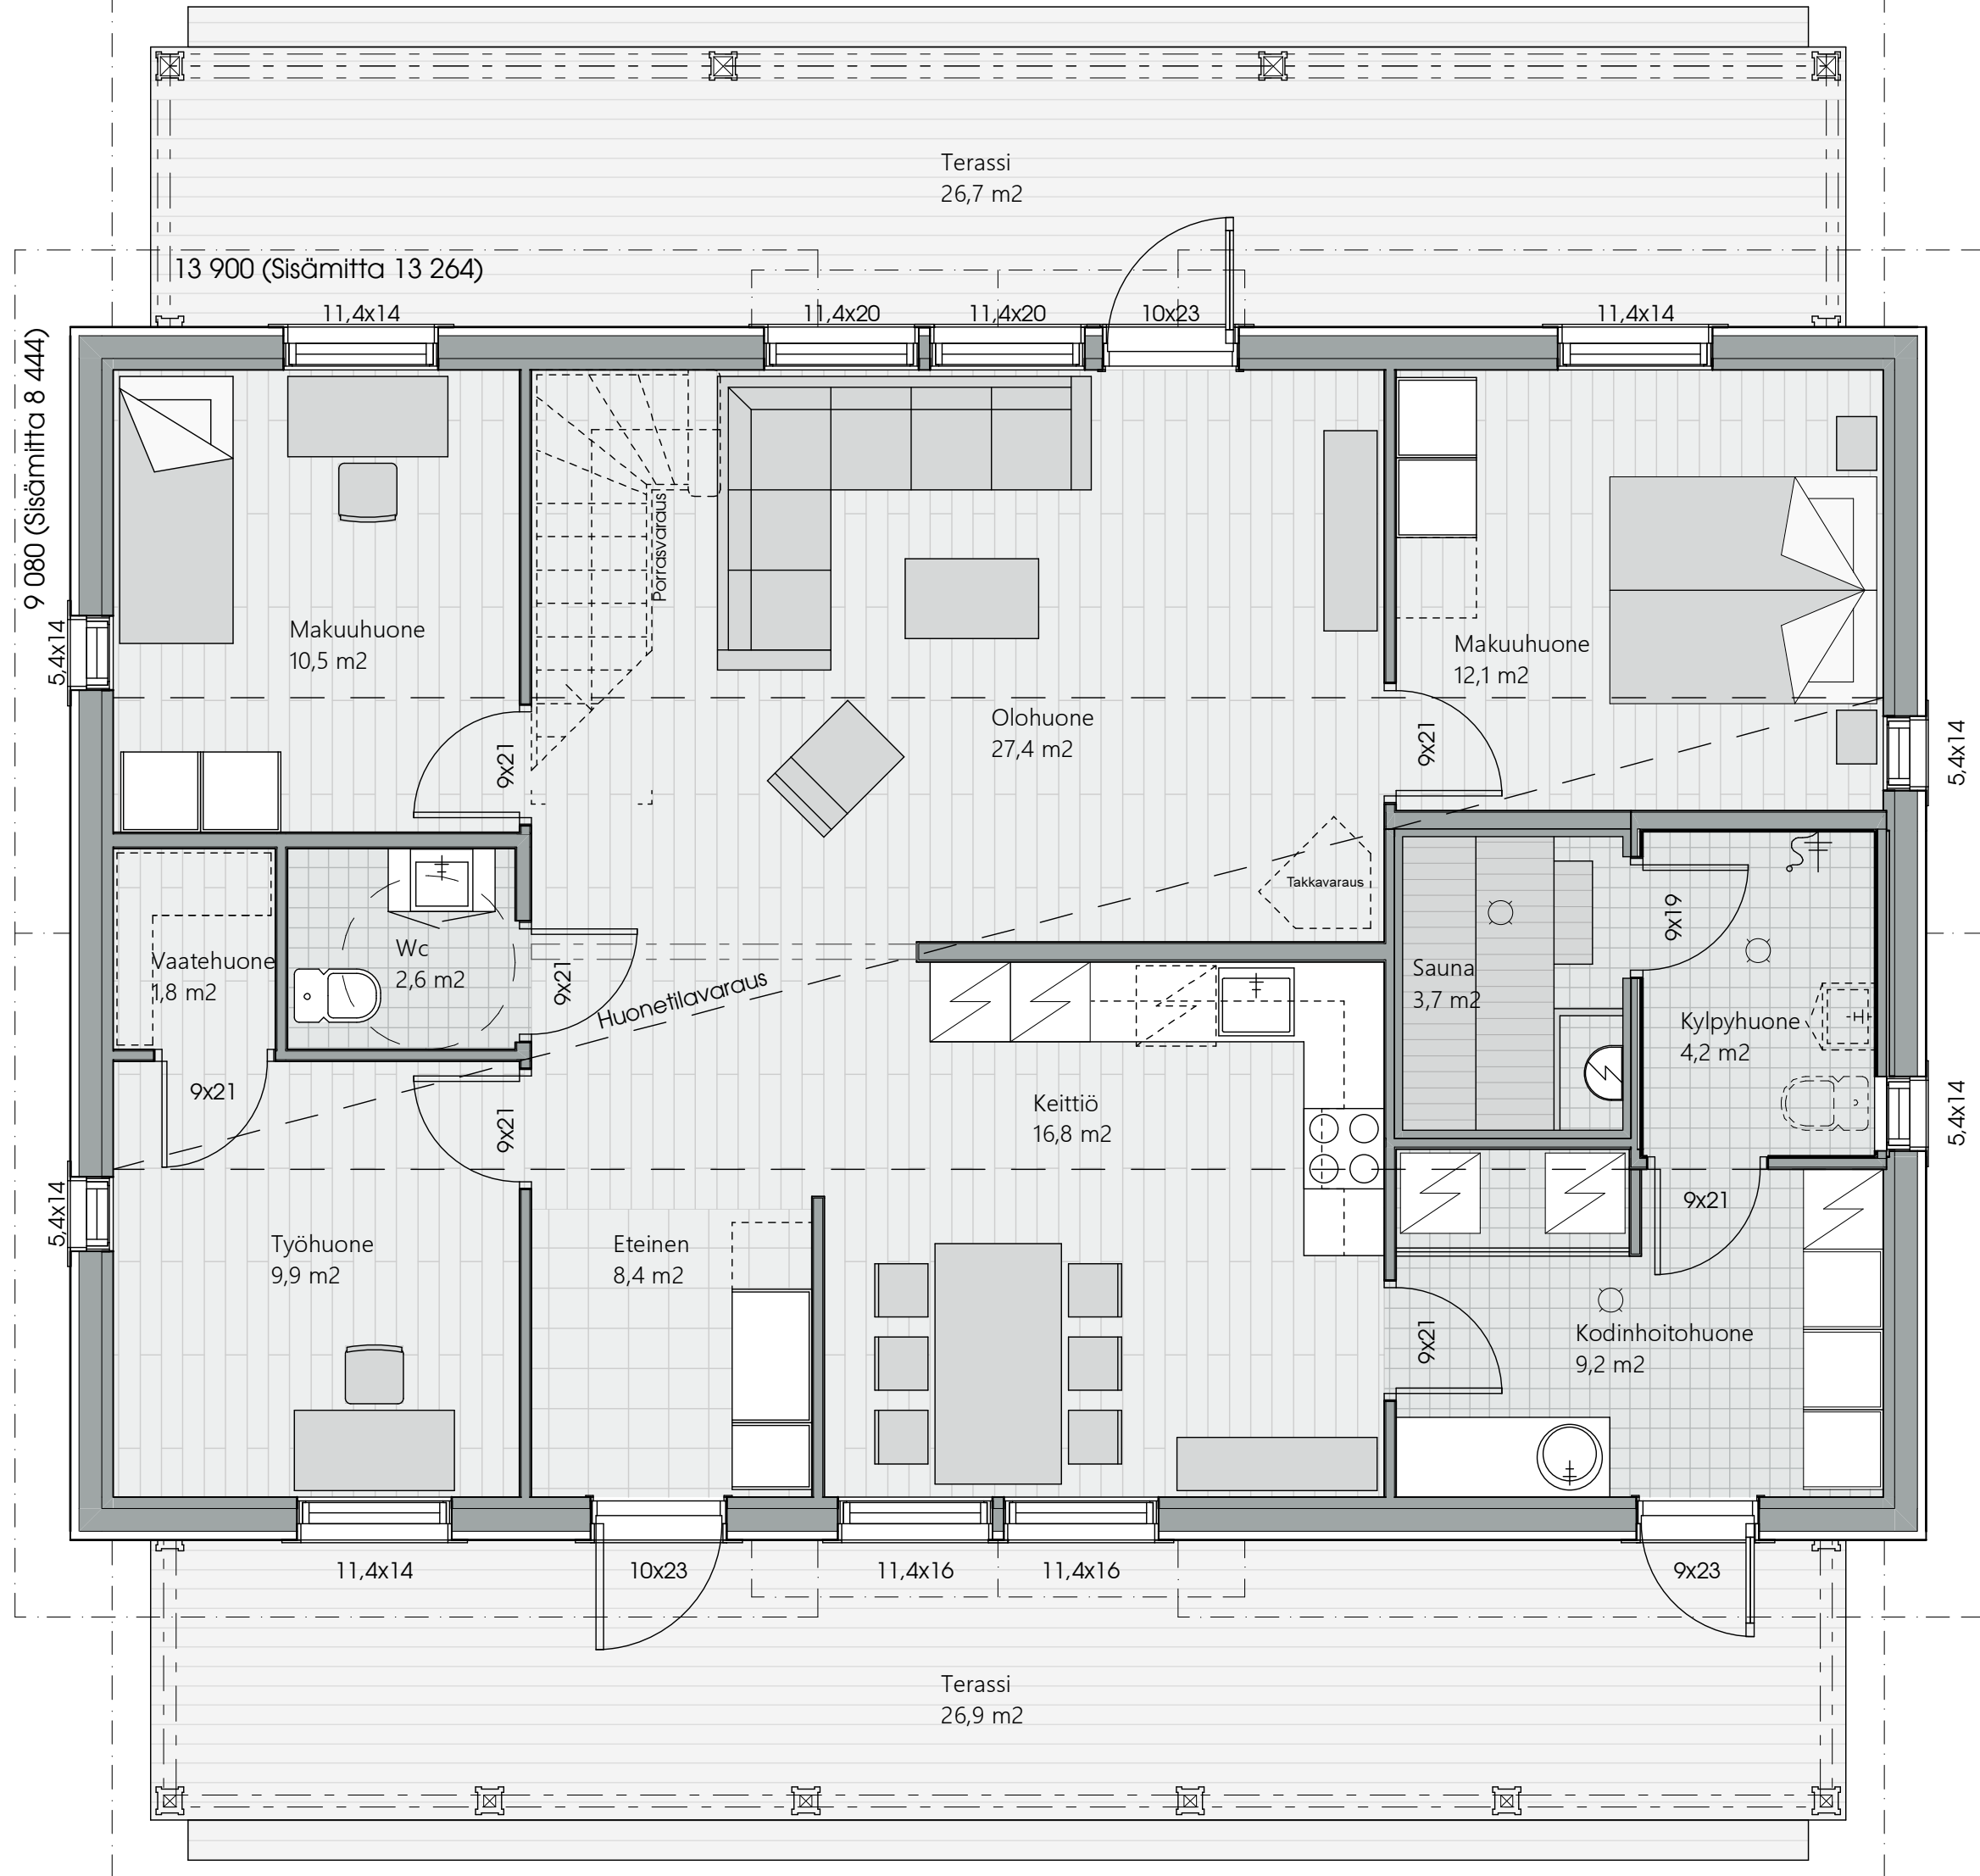 Terassi
26,7 m2
13 900 (Sisämitta 13 264)
9 080 (Sisämitta 8 444)
11,4x14
11,4x20
11,4x20
10x23
11,4x14
Porrasvaraus
5,4x14
Makuuhuone
10,5 m2
Makuuhuone
12,1 m2
Olohuone
27,4 m2
9x21
9x21
5,4x14
Takkavaraus
9x19
Vaatehuone
1,8 m2
Wc
2,6 m2
9x21
Huonetilavaraus
Sauna
3,7 m2
Kylpyhuone
4,2 m2
9x21
9x21
Keittiö
16,8 m2
5,4x14
5,4x14
9x21
Työhuone
9,9 m2
Eteinen
8,4 m2
9x21
Kodinhoitohuone
9,2 m2
11,4x14
10x23
11,4x16
11,4x16
9x23
Terassi
26,9 m2